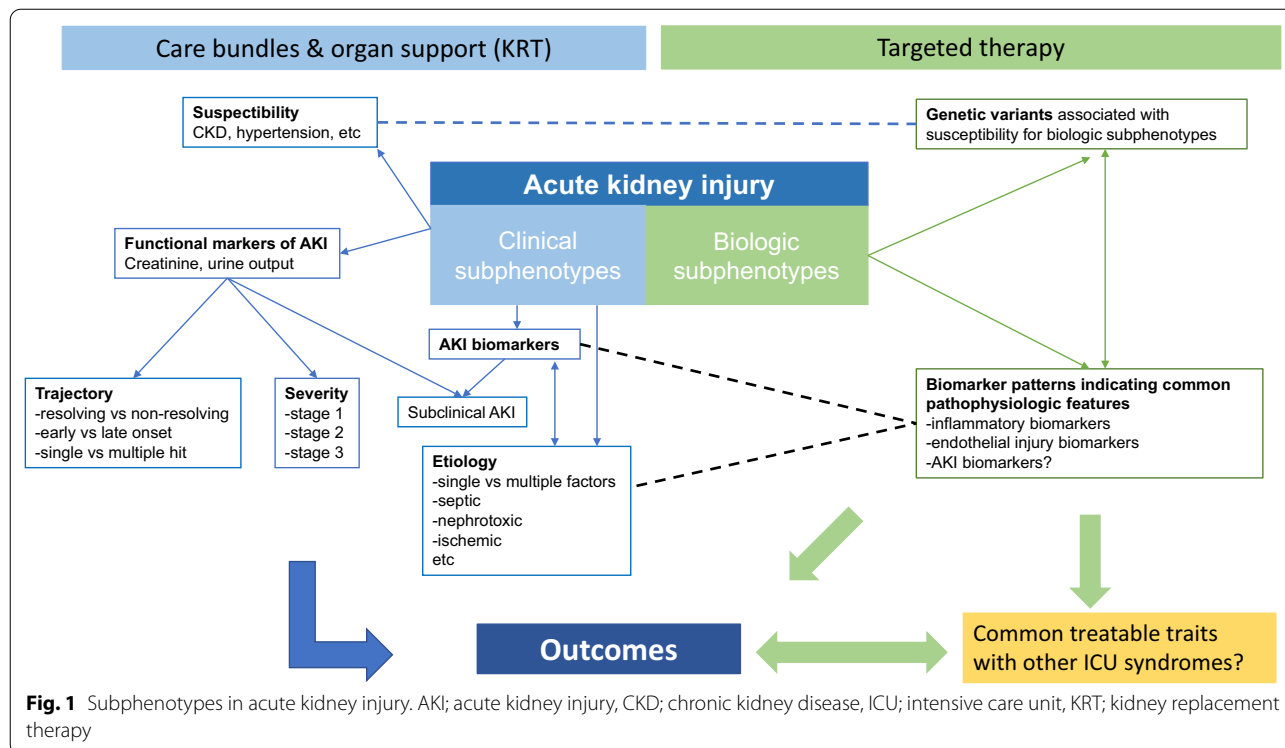 Care bundles & organ support (KRT)
Targeted therapy
Suspectibility
CKD, hypertension, etc
Genetic variants associated with
susceptibility for biologic subphenotypes
Acute kidney injury
Clinical
subphenotypes
Biologic
subphenotypes
Functional markers of AKI
Creatinine, urine output
AKI biomarkers
Trajectory
-resolving vs non-resolving
-early vs late onset
-single vs multiple hit
Severity
-stage 1
-stage 2
-stage 3
Subclinical AKI
Etiology
-single vs multiple factors
-septic
-nephrotoxic
-ischemic
etc
Biomarker patterns indicating common
pathophysiologic features
-inflammatory biomarkers
-endothelial injury biomarkers
-AKI biomarkers?
Outcomes
Common treatable traits
with other ICU syndromes?
Fig. 1 Subphenotypes in acute kidney injury. AKI; acute kidney injury, CKD; chronic kidney disease, ICU; intensive care unit, KRT; kidney replacement
therapy